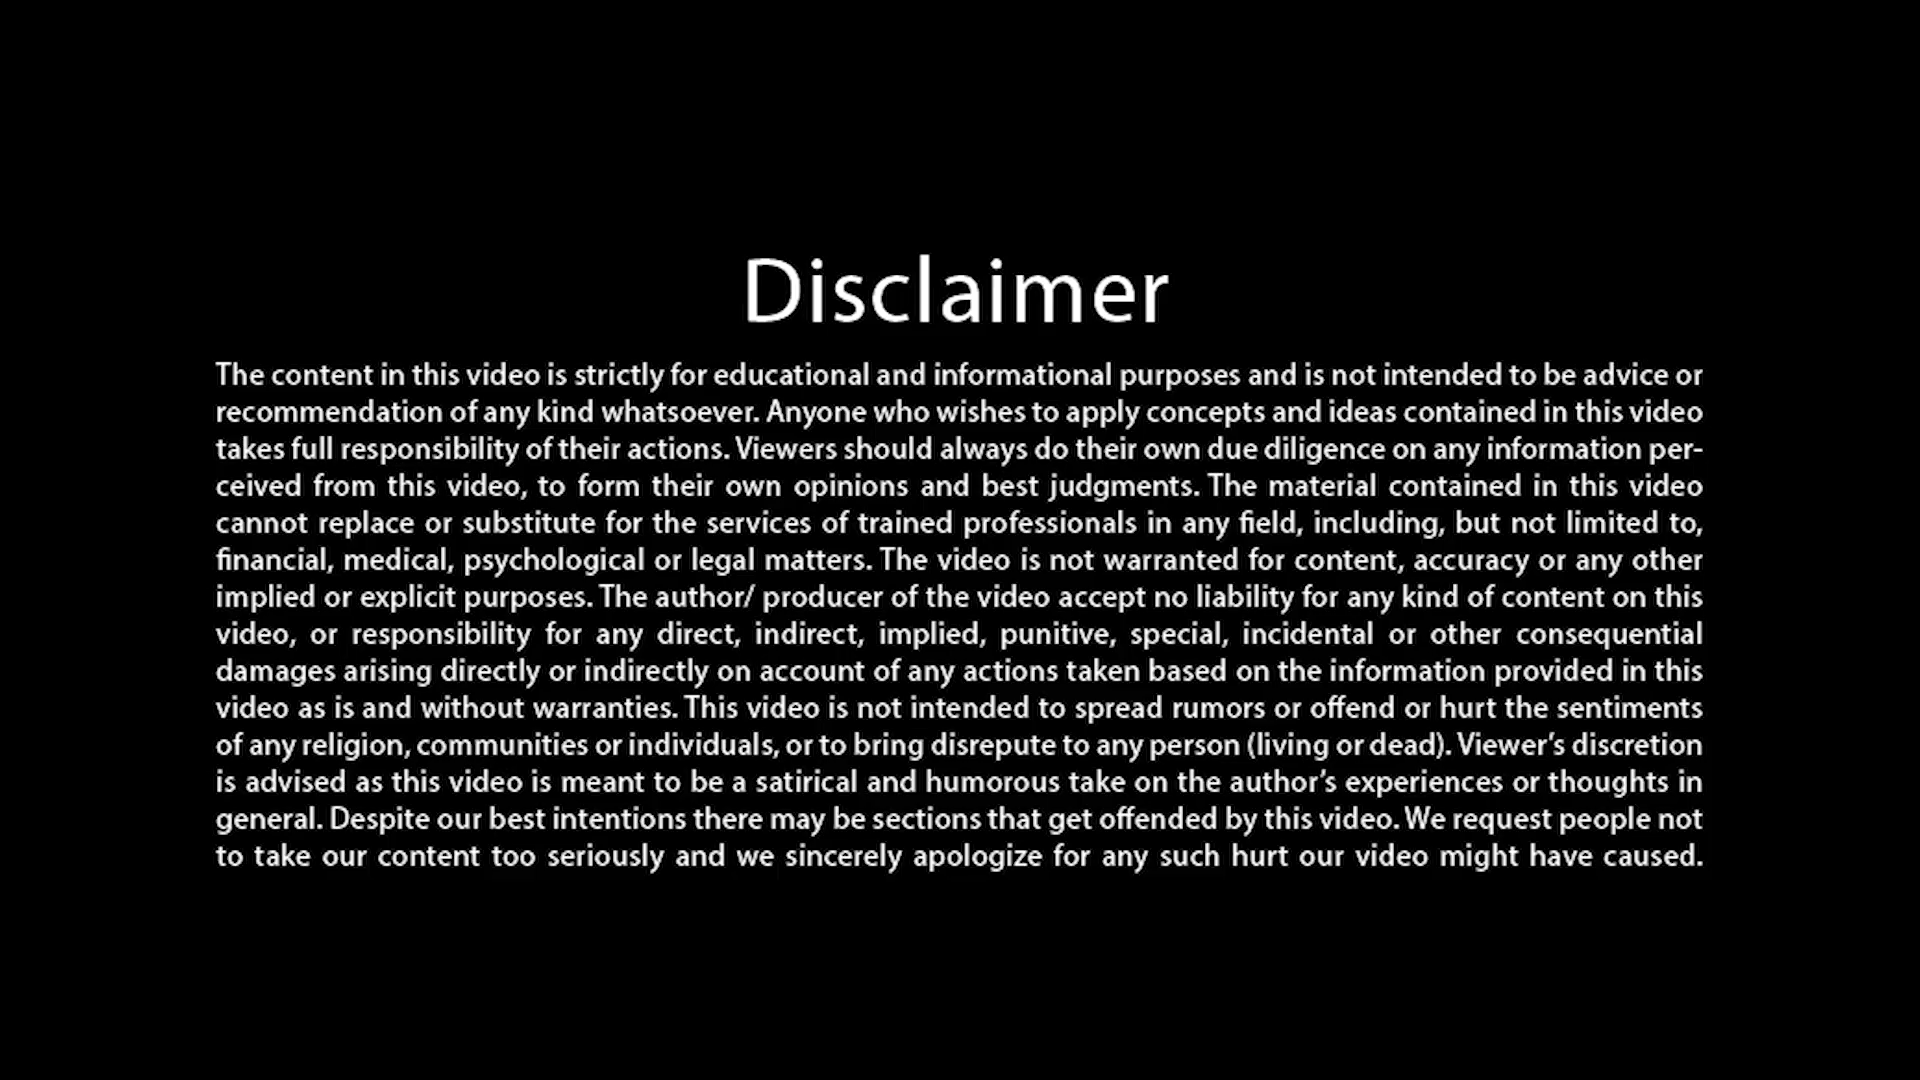 Disclaimer
The content in this video is strictly for educational and informational purposes and is not intended to be advice or
recommendation of any kind whatsoever. Anyone who wishes to apply concepts and ideas contained in this video
takes full responsibility of their actions. Viewers should always do their own due diligence on any information per-
ceived from this video, to form their own opinions and best judgments. The material contained in this video
cannot replace or substitute for the services of trained professionals in any field, including, but not limited to,
financial, medical, psychological or legal matters. The video is not warranted for content, accuracy or any other
implied or explicit purposes. The author/ producer of the video accept no liability for any kind of content on this
video, or responsibility for any direct, indirect, implied, punitive, special, incidental or other consequential
damages arising directly or indirectly on account of any actions taken based on the information provided in this
video as is and without warranties. This video is not intended to spread rumors or offend or hurt the sentiments
of any religion, communities or individuals, or to bring disrepute to any person (living or dead). Viewer’s discretion
is advised as this video is meant to be a satirical and humorous take on the author’s experiences or thoughts in
general. Despite our best intentions there may be sections that get offended by this video. We request people not
to take our content too seriously and we sincerely apologize for any such hurt our video might have caused.